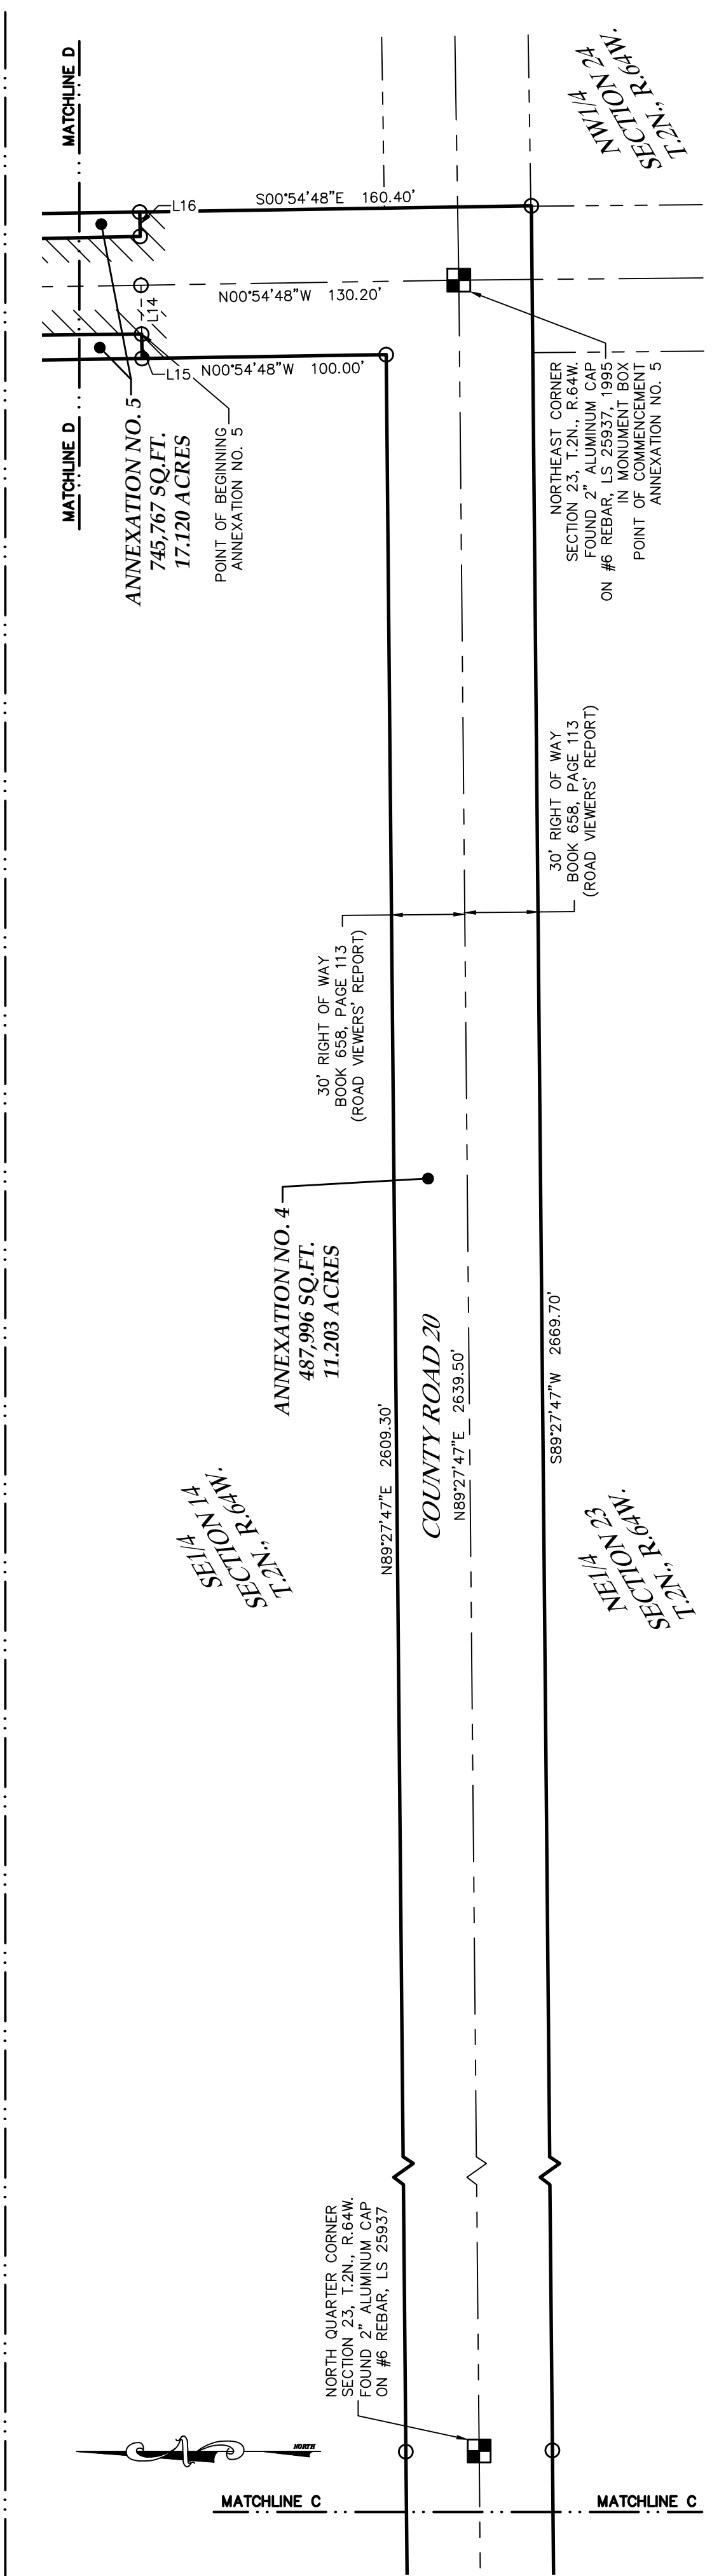 MATCHLINE D
MATCHLINE D
NW1/4
SECTION 24
T.2N., R.64W.
L16
S00°54'48"E 160.40'
N00°54'48"W 130.20'
L14
L15
N00°54'48"W 100.00'
ANNEXATION NO. 5
745,767 SQ.FT.
17.120 ACRES
POINT OF BEGINNING
ANNEXATION NO. 5
NORTHEAST CORNER
SECTION 23, T.2N., R.64W.
FOUND 2" ALUMINUM CAP
ON #6 REBAR, LS 25937, 1995
IN MONUMENT BOX
POINT OF COMMENCEMENT
ANNEXATION NO. 5
30' RIGHT OF WAY
BOOK 658, PAGE 113
(ROAD VIEWERS' REPORT)
30' RIGHT OF WAY
BOOK 658, PAGE 113
(ROAD VIEWERS' REPORT)
ANNEXATION NO. 4
487,996 SQ.FT.
11.203 ACRES
N89°27'47"E 2609.30'
COUNTY ROAD 20
N89°27'47"E 2639.50'
S89°27'47"W 2669.70'
SE1/4
SECTION 14
T.2N., R.64W.
NE1/4
SECTION 23
T.2N., R.64W.
NORTH QUARTER CORNER
SECTION 23, T.2N., R.64W.
FOUND 2" ALUMINUM CAP
ON #6 REBAR, LS 25937
NORTH
MATCHLINE C
MATCHLINE C